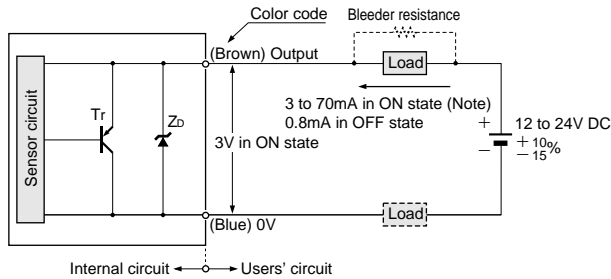 Color code
Bleeder resistance
(Brown) Output
Load
Sensor circuit
Tr
ZD
3V in ON state
3 to 70mA in ON state (Note)
0.8mA in OFF state
+
−
12 to 24V DC
+ 10%
− 15
Load
(Blue) 0V
Internal circuit
Users' circuit